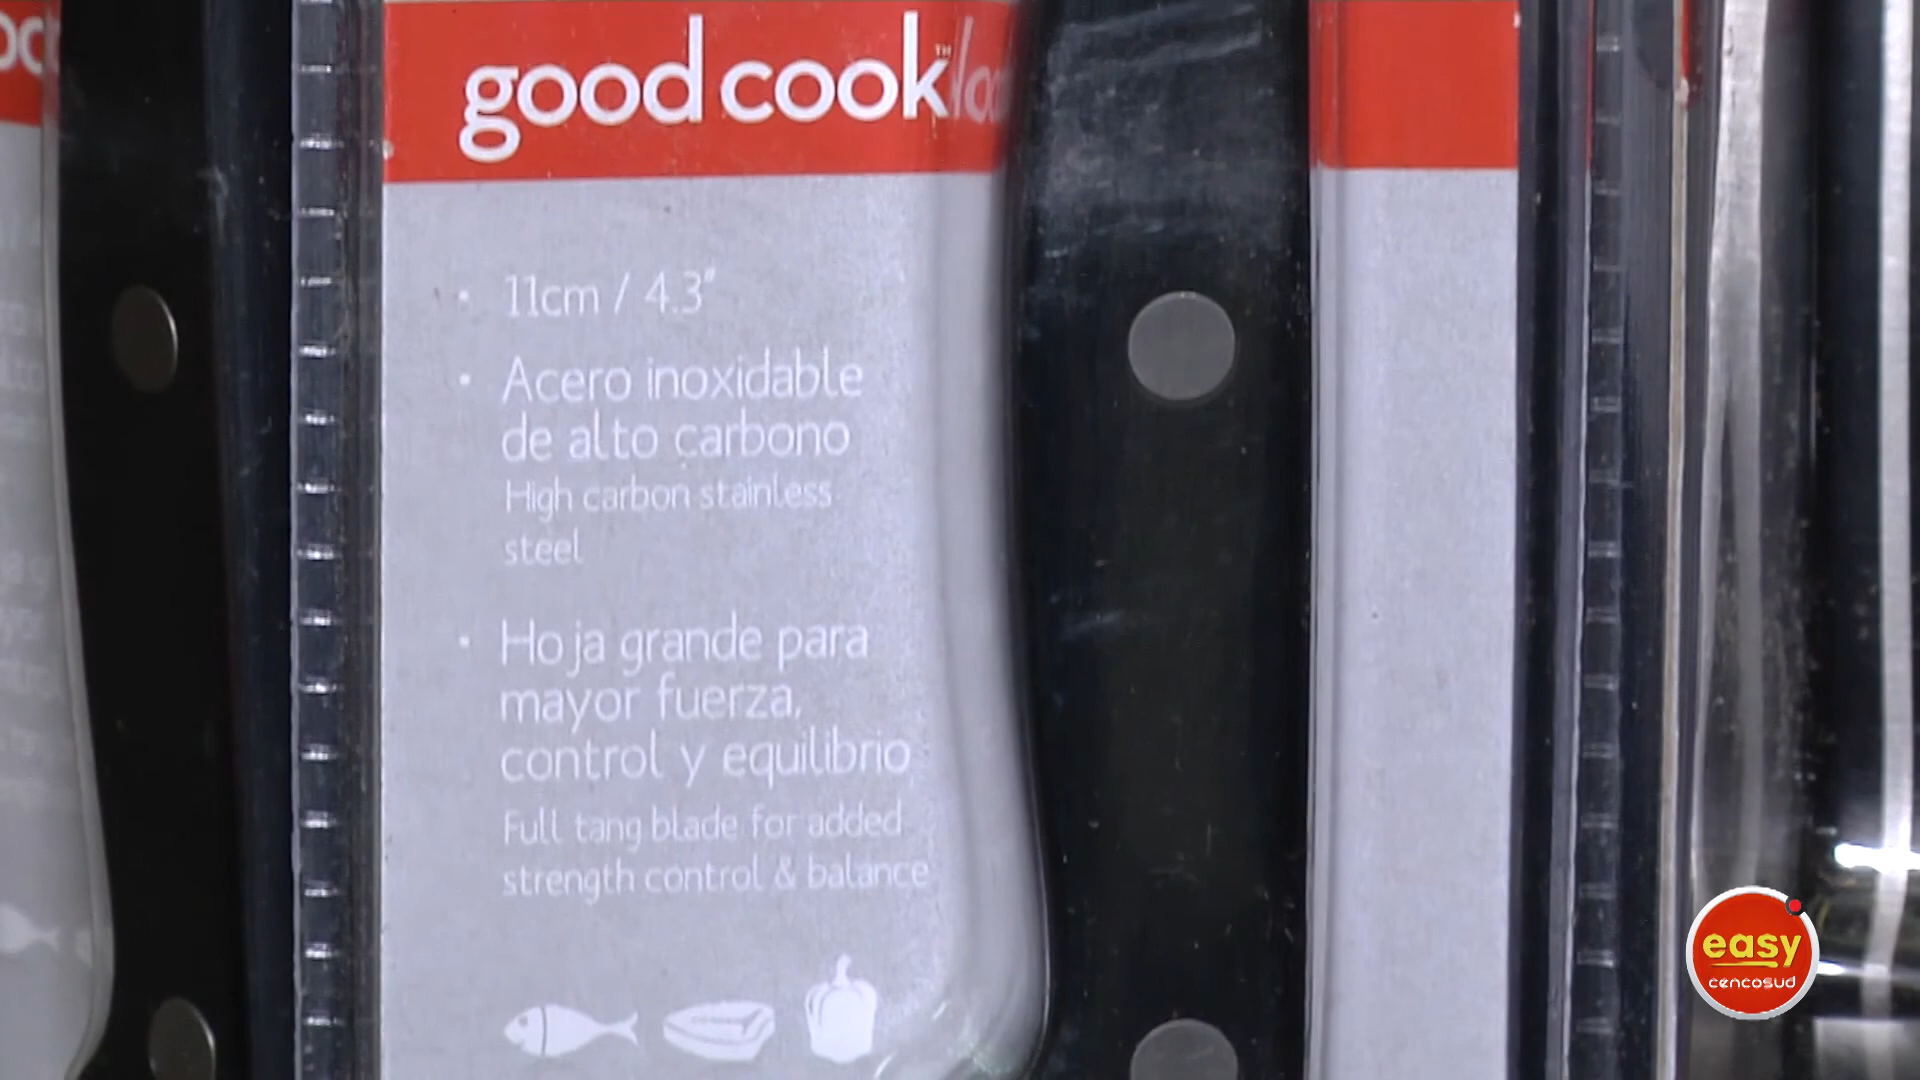 good cook™
11cm / 4.3"
Acero inoxidable
de alto carbono
High carbon stainless
steel
Hoja grande para
mayor fuerza,
control y equilibrio
Full tang blade for added
strength control & balance
easy
cencosud